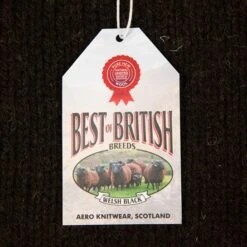 BEST OF BRITISH
BREEDS
WELSH BLACK
AERO KNITWEAR, SCOTLAND